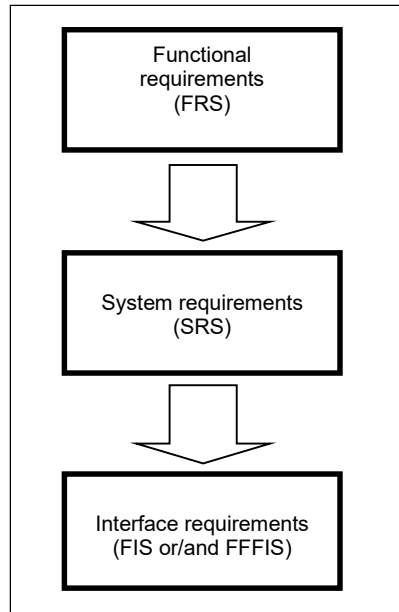 Functional
requirements
(FRS)
System requirements
(SRS)
Interface requirements
(FIS or/and FFFIS)